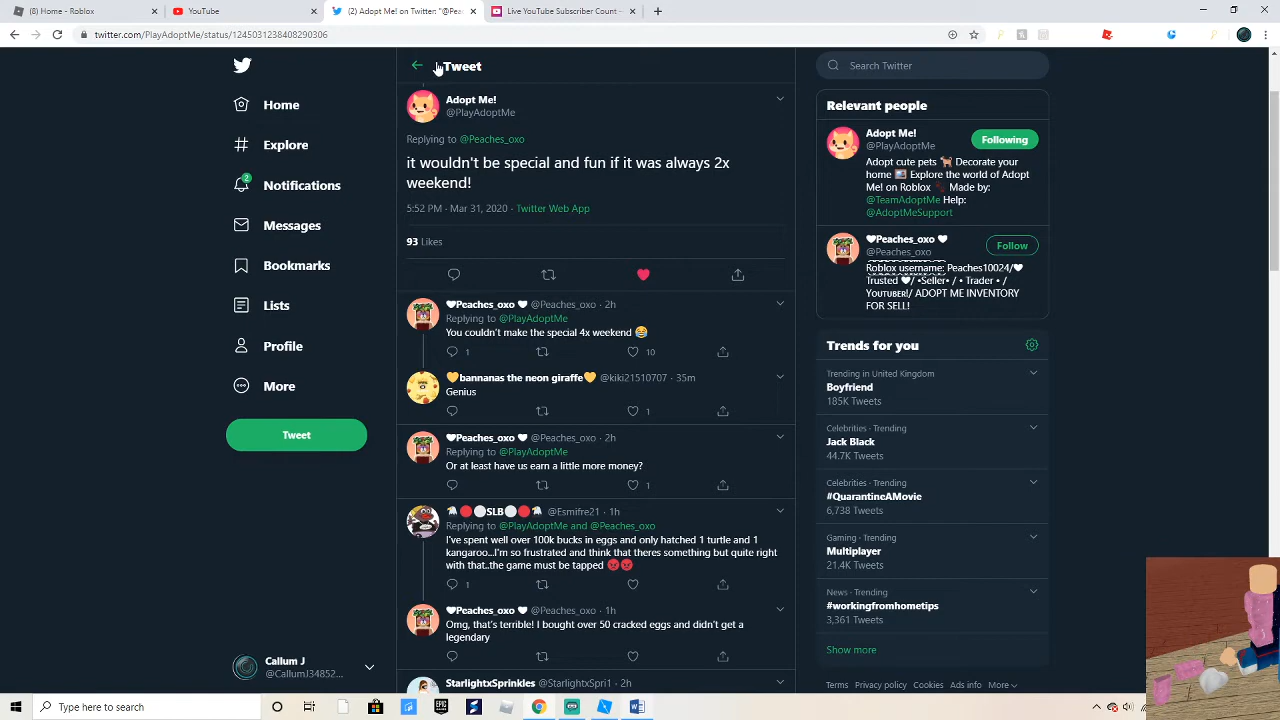 (2) Home - Roblox
YouTube
(2) Adopt Me! on Twitter: "@Pea
Live YouTube Subscriber Count -
twitter.com/PlayAdoptMe/status/1245031238408290306
Tweet
Search Twitter
Home
Explore
2
Notifications
Messages
Bookmarks
Lists
Profile
More
Tweet
Callum J
@CallumJ34852...
Adopt Me!
@PlayAdoptMe
Replying to @Peaches_oxo
it wouldn't be special and fun if it was always 2x
weekend!
5:52 PM · Mar 31, 2020 · Twitter Web App
93 Likes
Peaches_oxo @Peaches_oxo · 2h
Replying to @PlayAdoptMe
You couldn't make the special 4x weekend 😂
1 10
💛bannanas the neon giraffe💛 @kiki21510707 · 35m
Genius
1
Peaches_oxo @Peaches_oxo · 2h
Replying to @PlayAdoptMe
Or at least have us earn a little more money?
1
SLB @Esmifre21 · 1h
Replying to @PlayAdoptMe and @Peaches_oxo
I've spent well over 100k bucks in eggs and only hatched 1 turtle and 1
kangaroo...I'm so frustrated and think that theres something but quite right
with that..the game must be tapped 😡😡
1
Peaches_oxo @Peaches_oxo · 1h
Omg, that's terrible! I bought over 50 cracked eggs and didn't get a
legendary
StarlightxSprinkles @StarlightxSpri1 · 2h
Relevant people
Adopt Me!
@PlayAdoptMe
Following
Adopt cute pets 🐕 Decorate your
home 🖼 Explore the world of Adopt
Me! on Roblox 🐾 Made by:
@TeamAdoptMe Help:
@AdoptMeSupport
Peaches_oxo
@Peaches_oxo
Follow
Roblox username: Peaches10024/
Trusted / •Seller• / • Trader • /
YOUTUBER!/ ADOPT ME INVENTORY
FOR SELL!
Trends for you
Trending in United Kingdom
Boyfriend
185K Tweets
Celebrities · Trending
Jack Black
44.7K Tweets
Celebrities · Trending
#QuarantineAMovie
6,738 Tweets
Gaming · Trending
Multiplayer
21.4K Tweets
News · Trending
#workingfromhometips
3,361 Tweets
Show more
Terms Privacy policy Cookies Ads info More
Type here to search